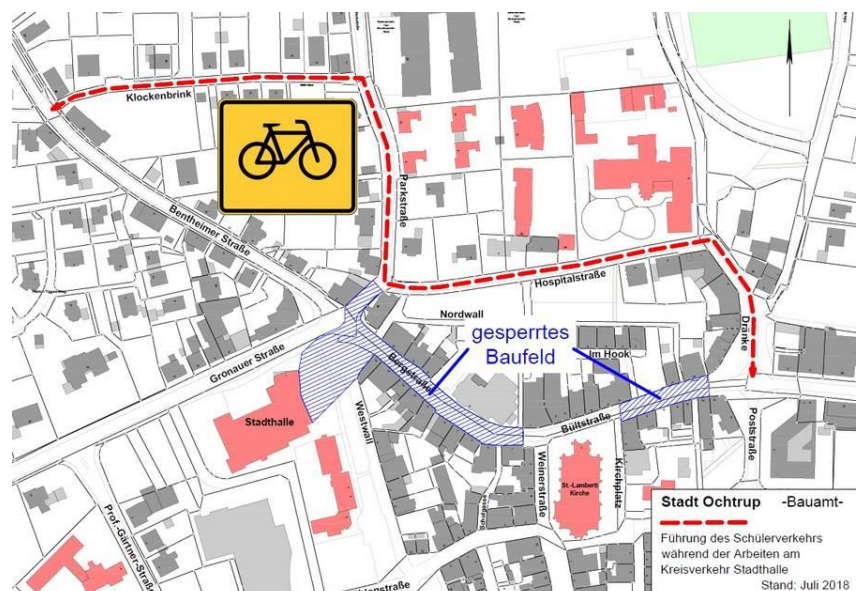 Klockenbrink
Bentheimer Straße
Parkstraße
Hospitalstraße
Nordwall
Dränke
gesperrtes
Baufeld
Im Hook
Gronauer Straße
Bergstraße
Stadthalle
Westwall
Bültstraße
Poststraße
Weinerstraße
Kirchplatz
St.-Lamberti
Kirche
Schulgasse
Prof.-Gärtner-Straße
Stadt Ochtrup -Bauamt-
Führung des Schülerverkehrs
während der Arbeiten am
Kreisverkehr Stadthalle
Stand: Juli 2018